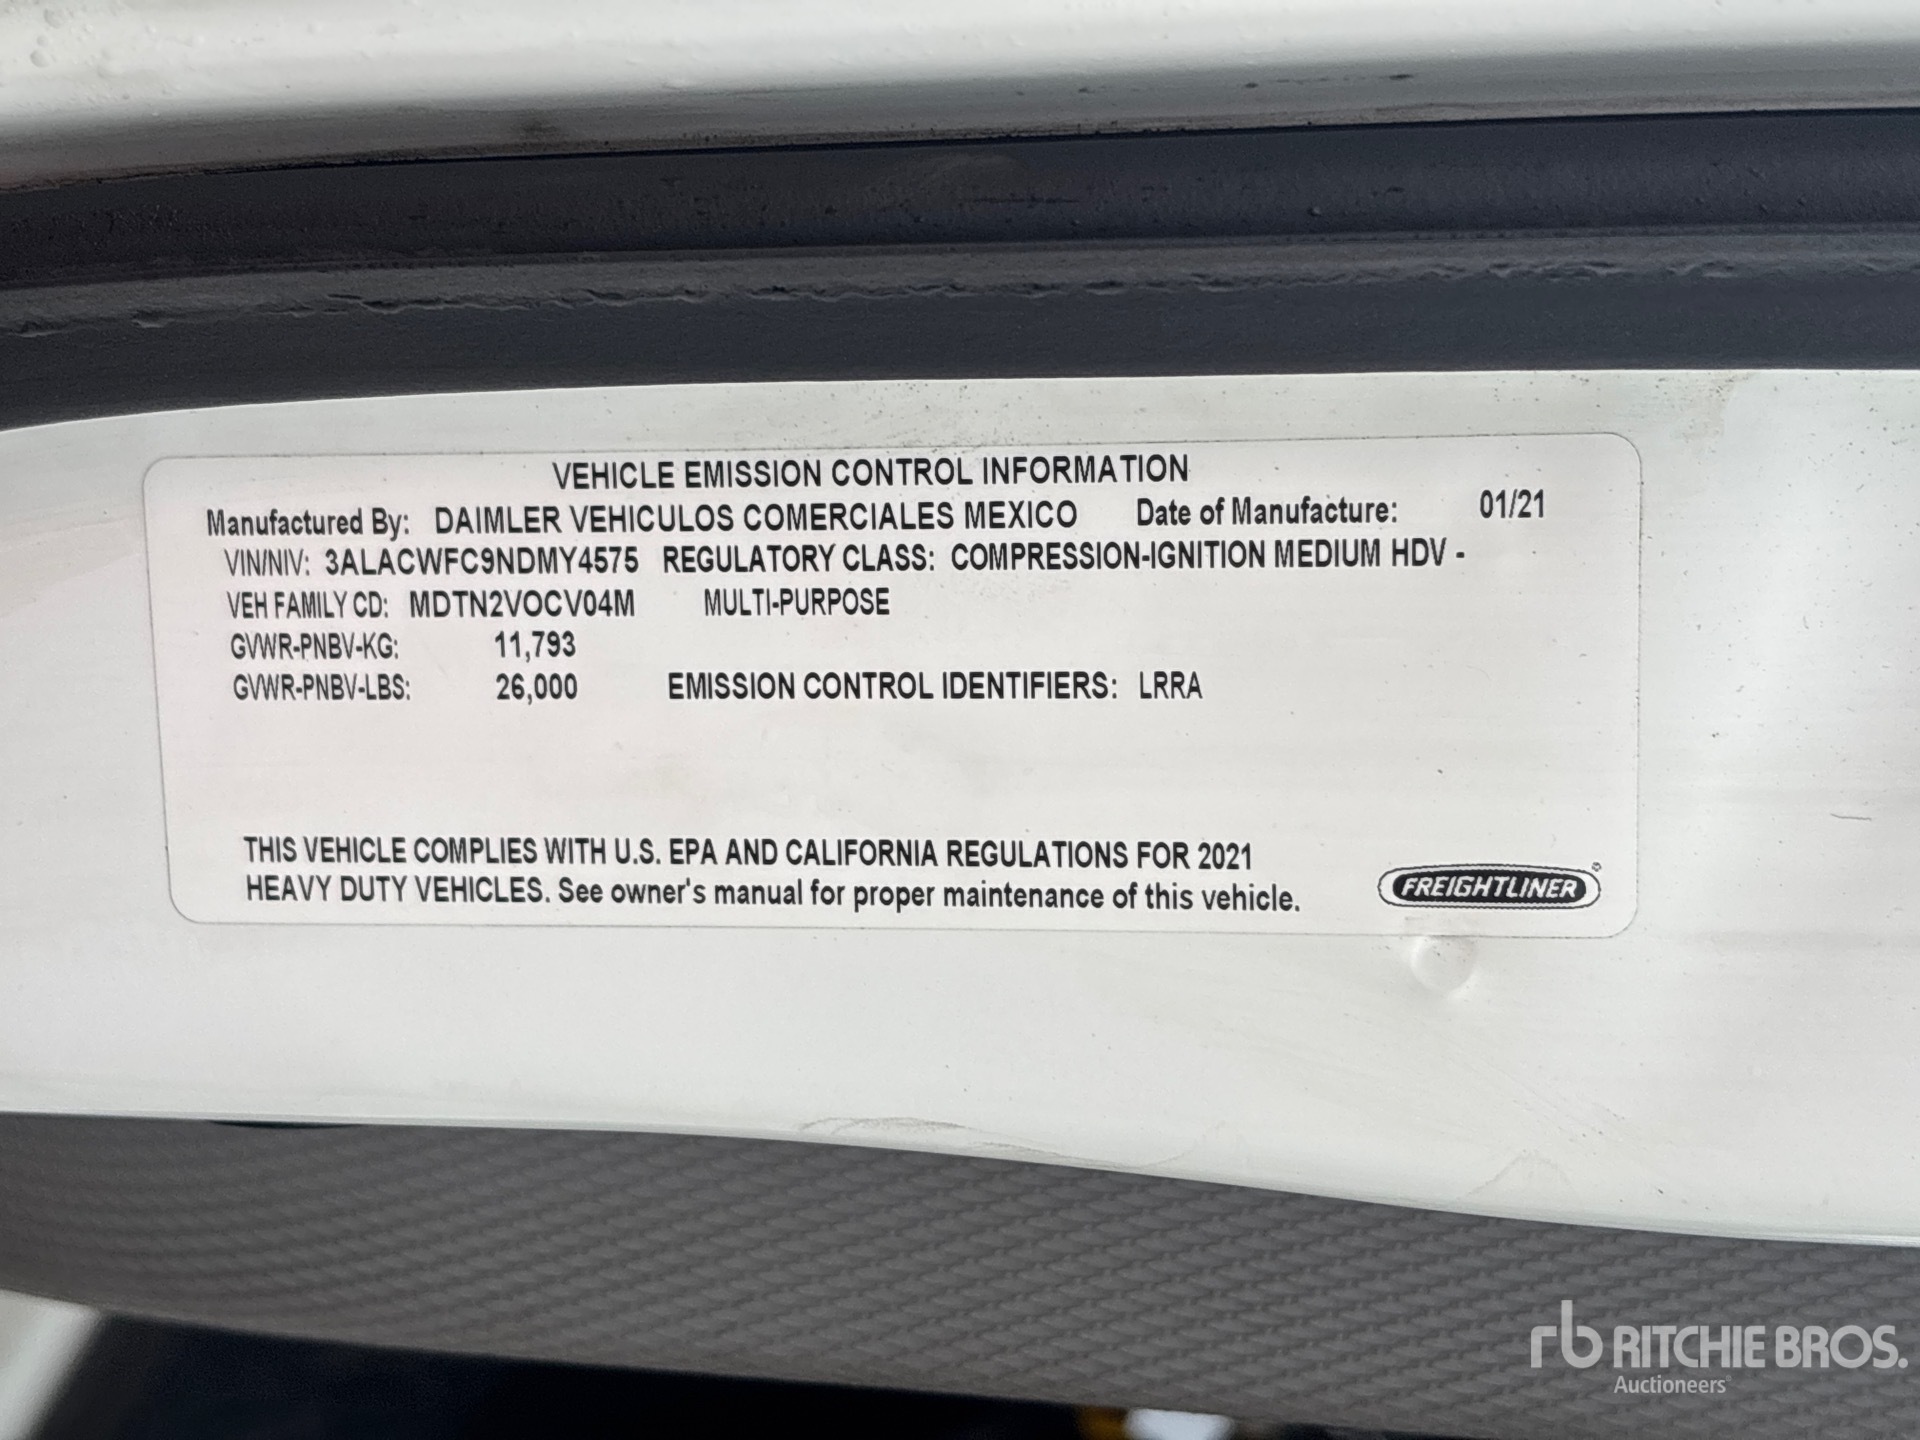 VEHICLE EMISSION CONTROL INFORMATION
Manufactured By: DAIMLER VEHICULOS COMERCIALES MEXICO Date of Manufacture: 01/21
VIN/NIV: 3ALACWFC9NDMY4575 REGULATORY CLASS: COMPRESSION-IGNITION MEDIUM HDV -
VEH FAMILY CD: MDTN2VOCV04M MULTI-PURPOSE
GVWR-PNBV-KG: 11,793
GVWR-PNBV-LBS: 26,000 EMISSION CONTROL IDENTIFIERS: LRRA
THIS VEHICLE COMPLIES WITH U.S. EPA AND CALIFORNIA REGULATIONS FOR 2021
HEAVY DUTY VEHICLES. See owner's manual for proper maintenance of this vehicle.
FREIGHTLINER®
rb RITCHIE BROS.
Auctioneers